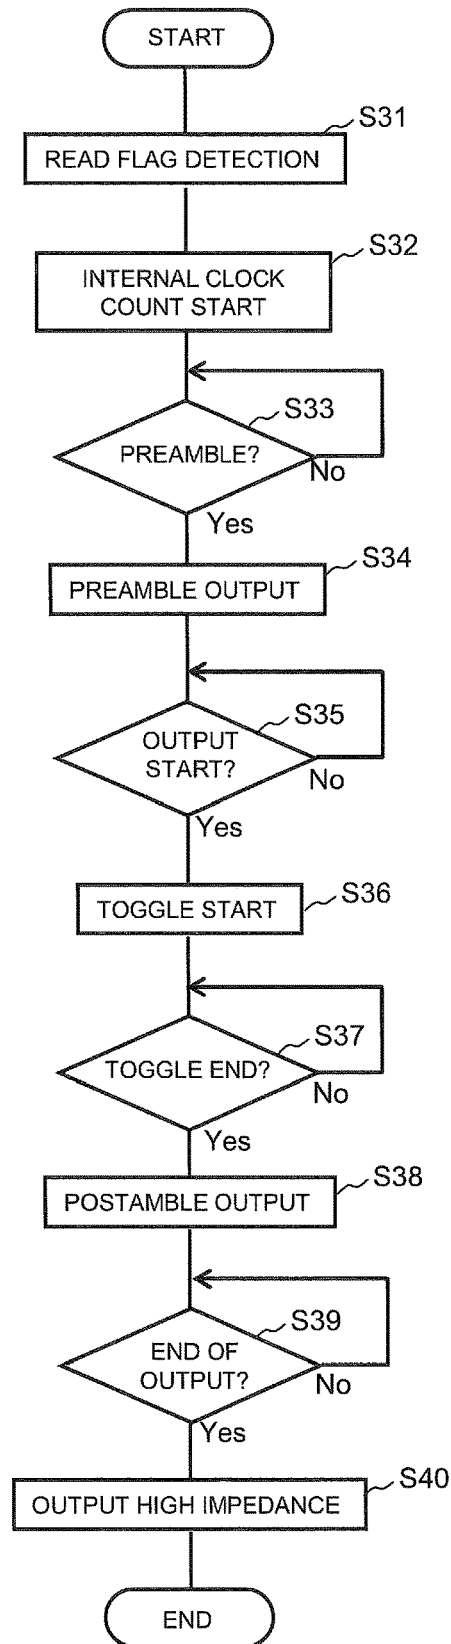 START
S31
READ FLAG DETECTION
S32
INTERNAL CLOCK
COUNT START
S33
PREAMBLE?
No
Yes
S34
PREAMBLE OUTPUT
S35
OUTPUT
START?
No
Yes
S36
TOGGLE START
S37
TOGGLE END?
No
Yes
S38
POSTAMBLE OUTPUT
S39
END OF
OUTPUT?
No
Yes
S40
OUTPUT HIGH IMPEDANCE
END